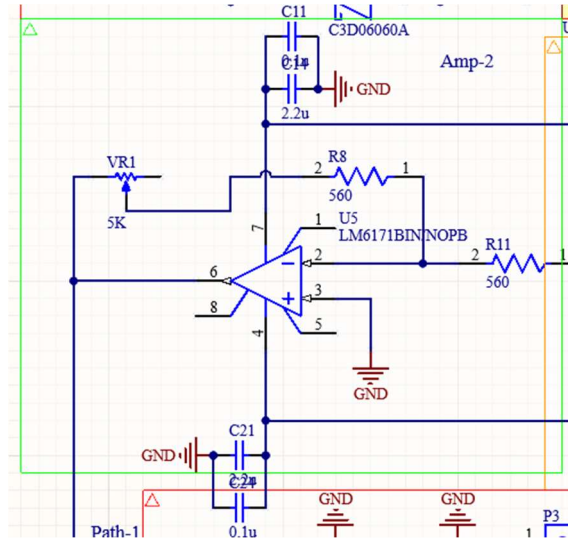 C11
C3D06060A
Amp-2
GND
2.2u
VR1
5K
2
R8
1
560
1
U5
LM6171BIN/NOPB
7
2
R11
1
560
2
6
3
8
5
4
GND
C21
GND
0.1u
GND
GND
Path-1
P3
1